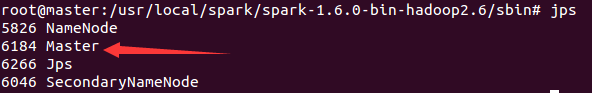 root@master:/usr/local/spark/spark-1.6.0-bin-hadoop2.6/sbin# jps
5826 NameNode
6184 Master
6266 Jps
6046 SecondaryNameNode